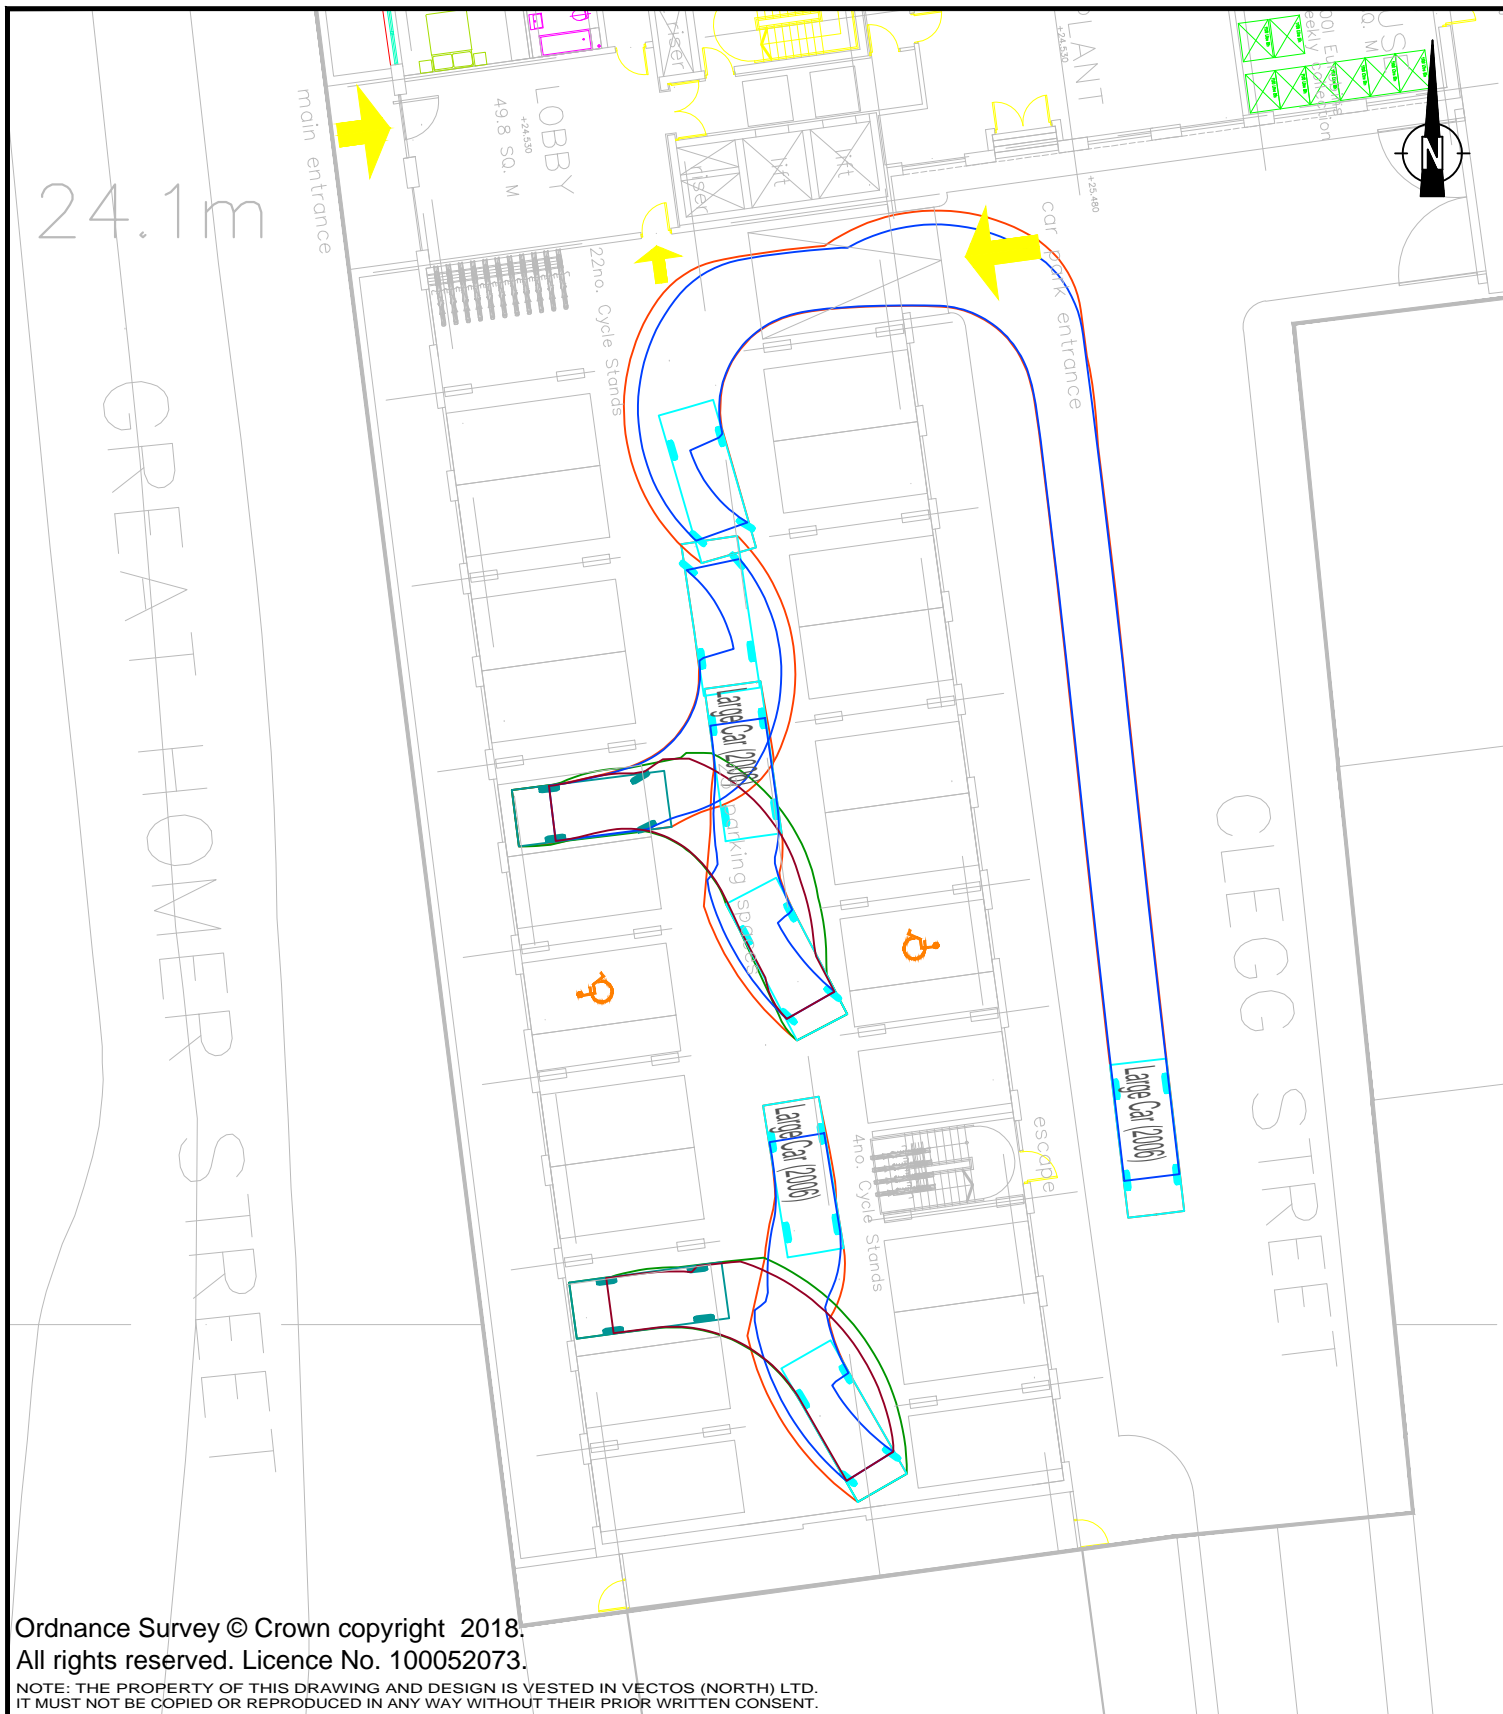 riser
PLANT
+24.530
main entrance
LOBBY
+24.530
49.8 SQ. M
N
24.1m
riser
lift
lift
+25.480
car park entrance
22no. Cycle Stands
GREAT HOMER STREET
Large Car (2006)
parking spaces
CLEGG STREET
Large Car (2006)
Large Car (2006)
4no. Cycle Stands
escape
Ordnance Survey © Crown copyright 2018.
All rights reserved. Licence No. 100052073.
NOTE: THE PROPERTY OF THIS DRAWING AND DESIGN IS VESTED IN VECTOS (NORTH) LTD.
IT MUST NOT BE COPIED OR REPRODUCED IN ANY WAY WITHOUT THEIR PRIOR WRITTEN CONSENT.